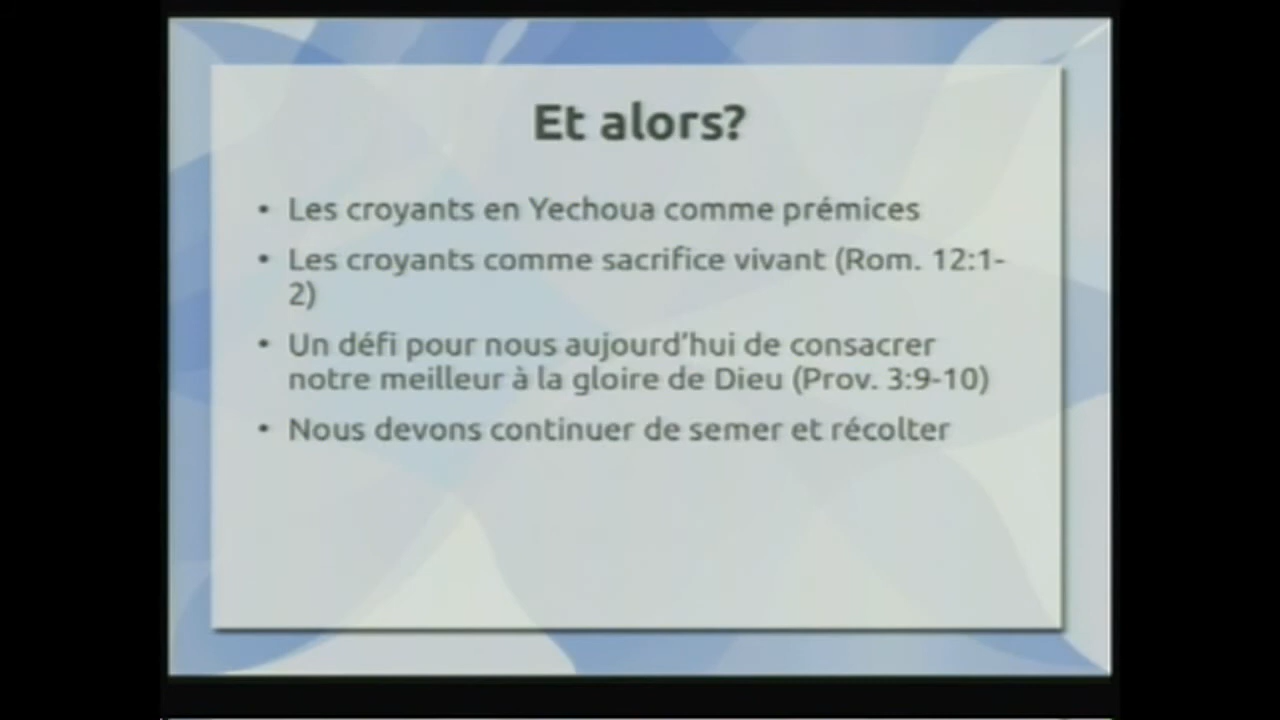 Et alors?
• Les croyants en Yechoua comme prémices
• Les croyants comme sacrifice vivant (Rom. 12:1-
2)
• Un défi pour nous aujourd'hui de consacrer
notre meilleur à la gloire de Dieu (Prov. 3:9-10)
• Nous devons continuer de semer et récolter